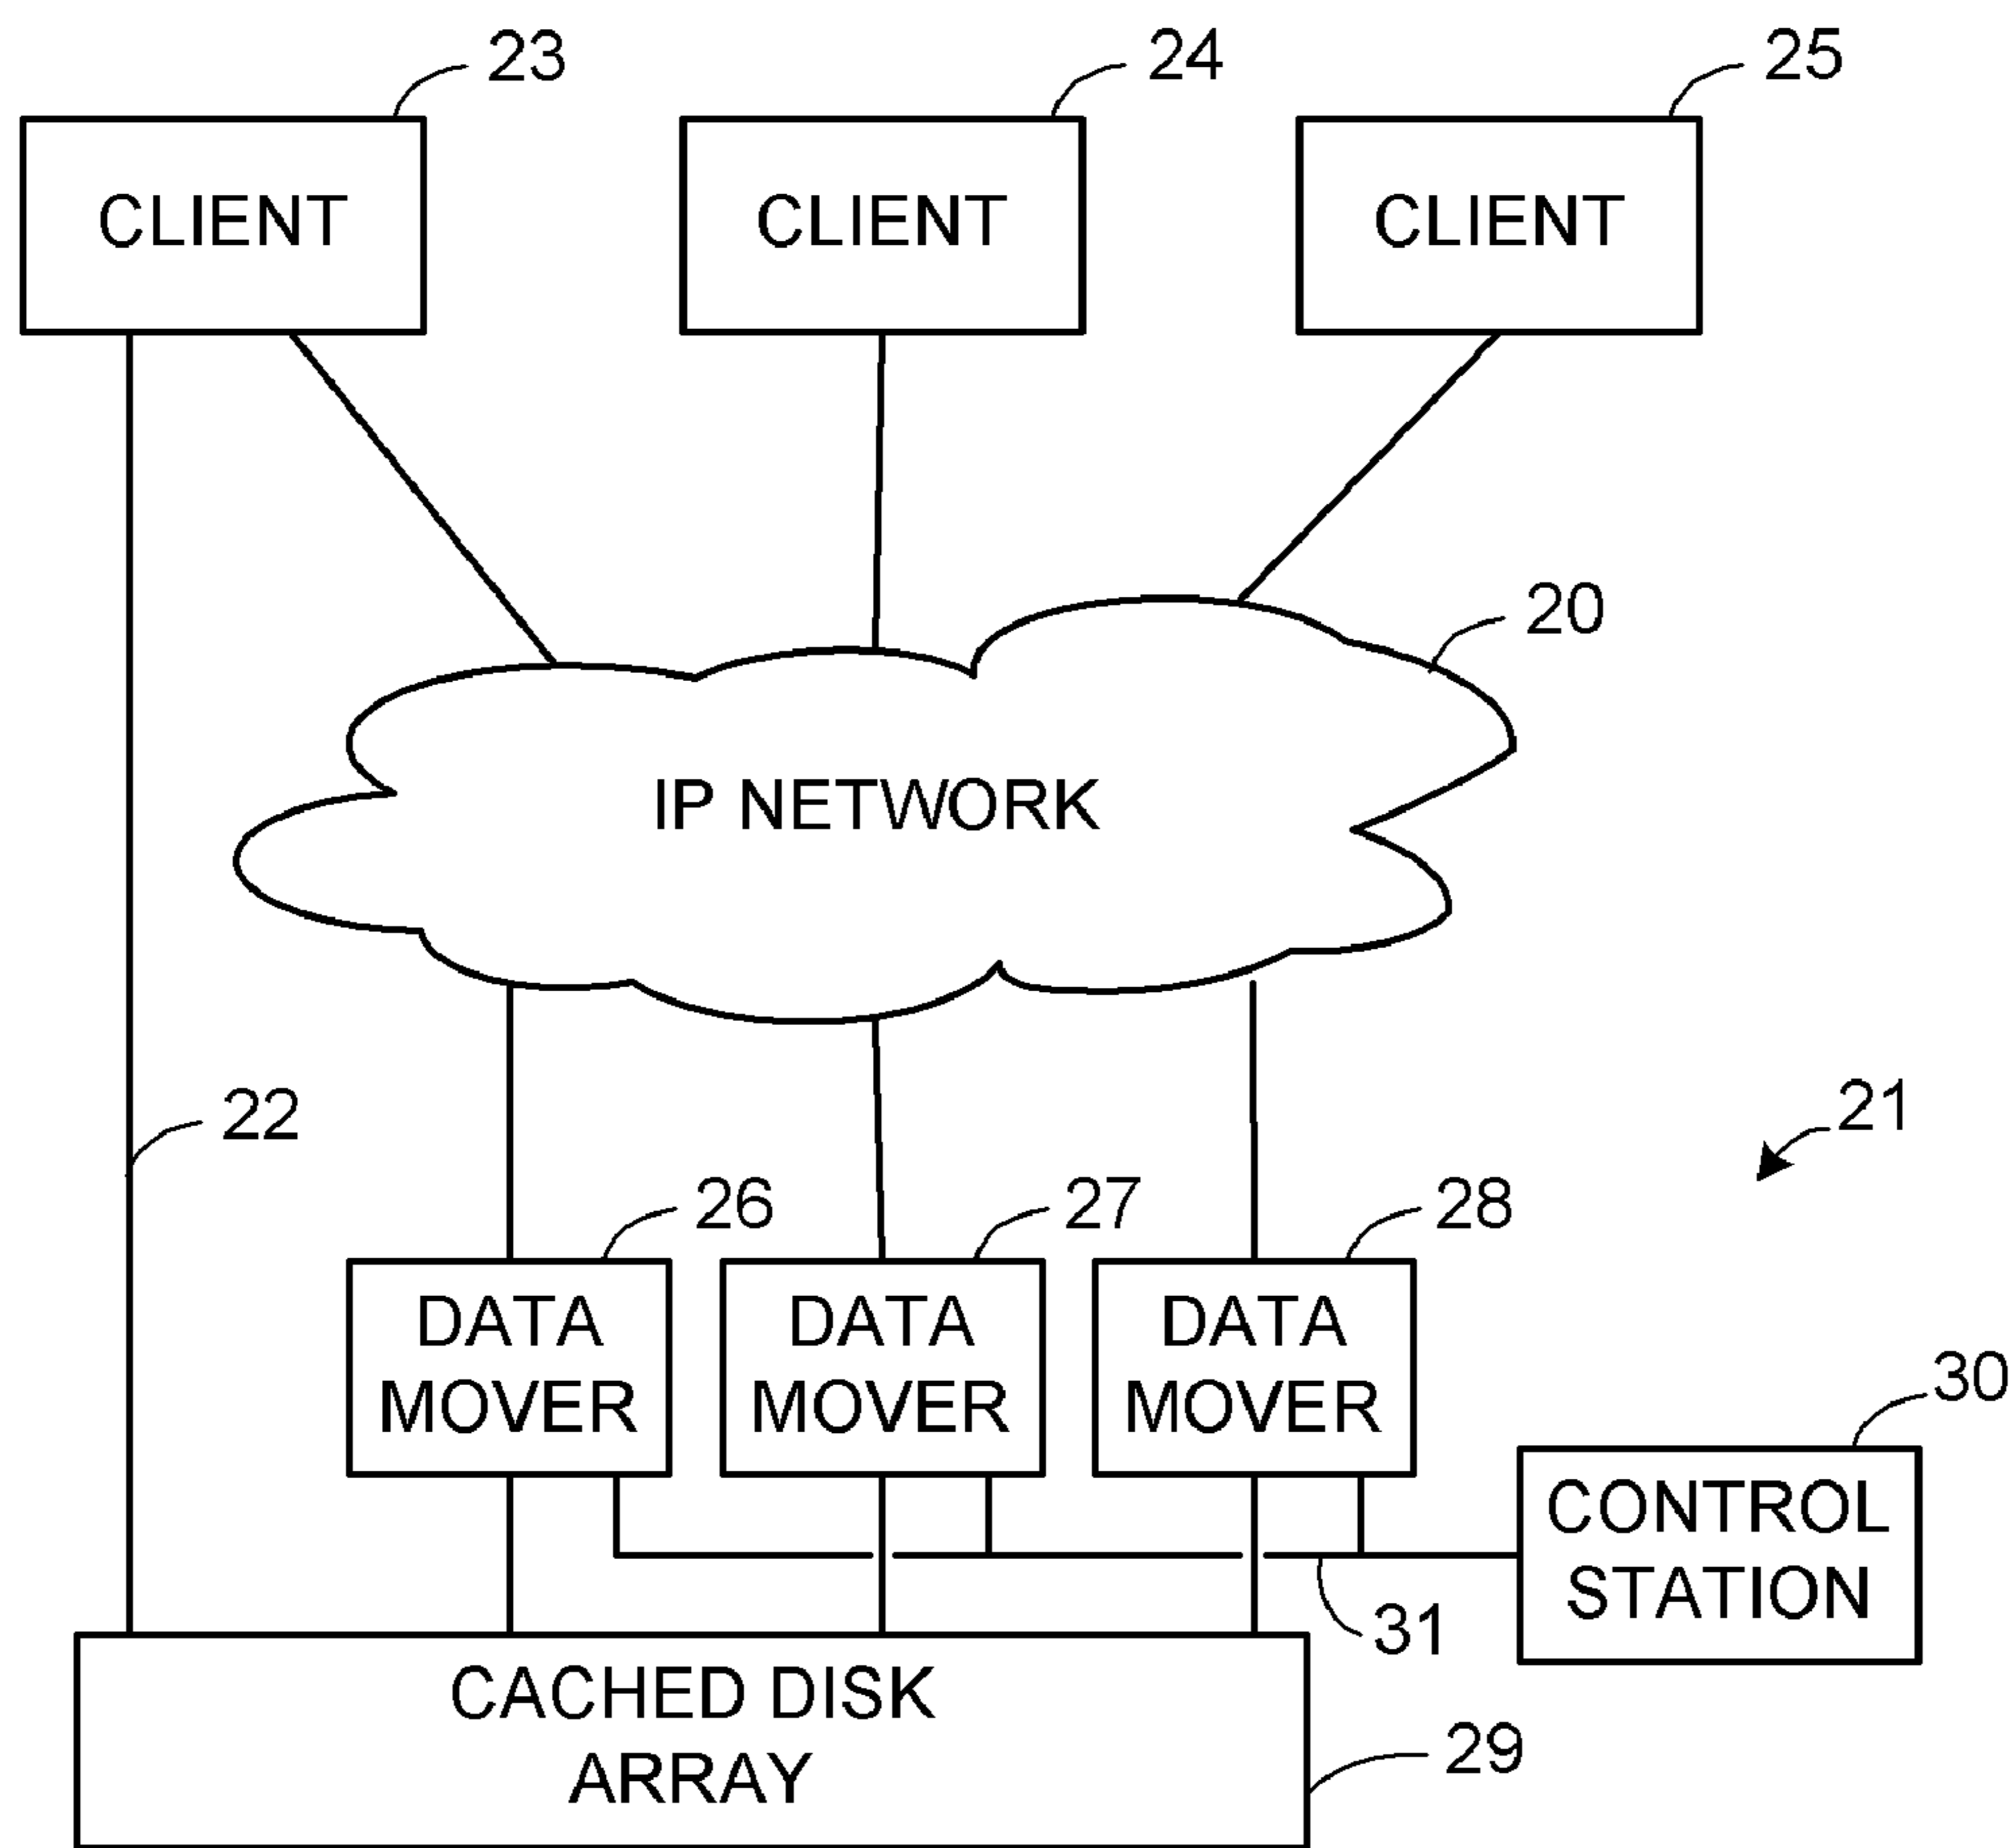 23
24
25
CLIENT
CLIENT
CLIENT
20
IP NETWORK
22
21
26
27
28
DATA
MOVER
DATA
MOVER
DATA
MOVER
30
CONTROL
STATION
31
CACHED DISK
ARRAY
29